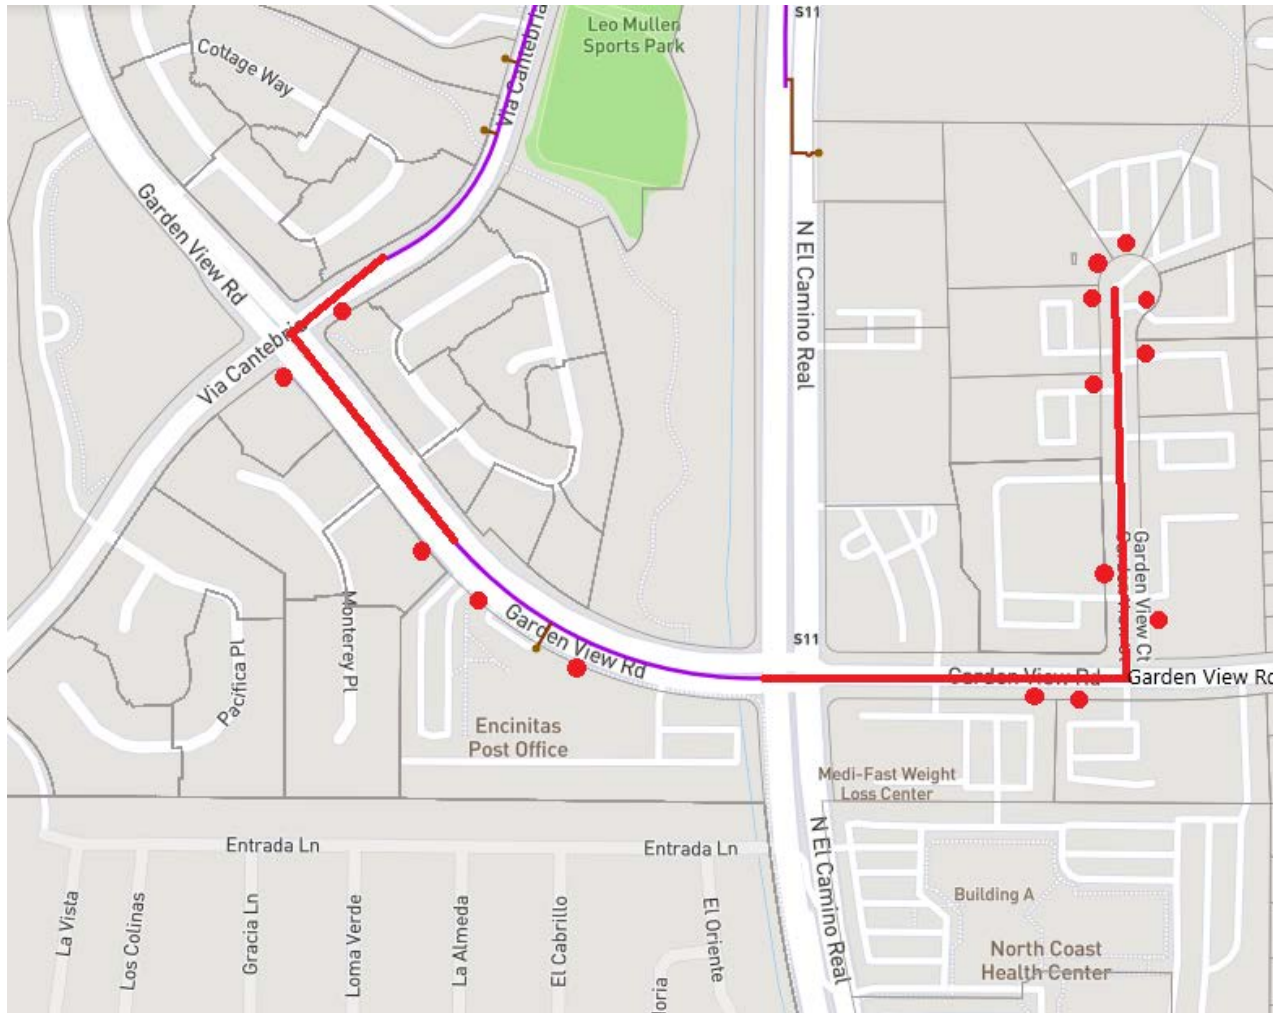 S11
Leo Mullen
Sports Park
Via Cantebria
Cottage Way
Garden View Rd
N El Camino Real
Via Cantebria
Garden View Ct
S11
Garden View Rd
Garden View Rd
Garden View Rd
Monterey Pl
Pacifica Pl
Encinitas
Post Office
Medi-Fast Weight
Loss Center
Entrada Ln
Entrada Ln
N El Camino Real
Building A
La Vista
Los Colinas
Gracia Ln
Loma Verde
La Almeda
El Cabrillo
El Oriente
oria
North Coast
Health Center